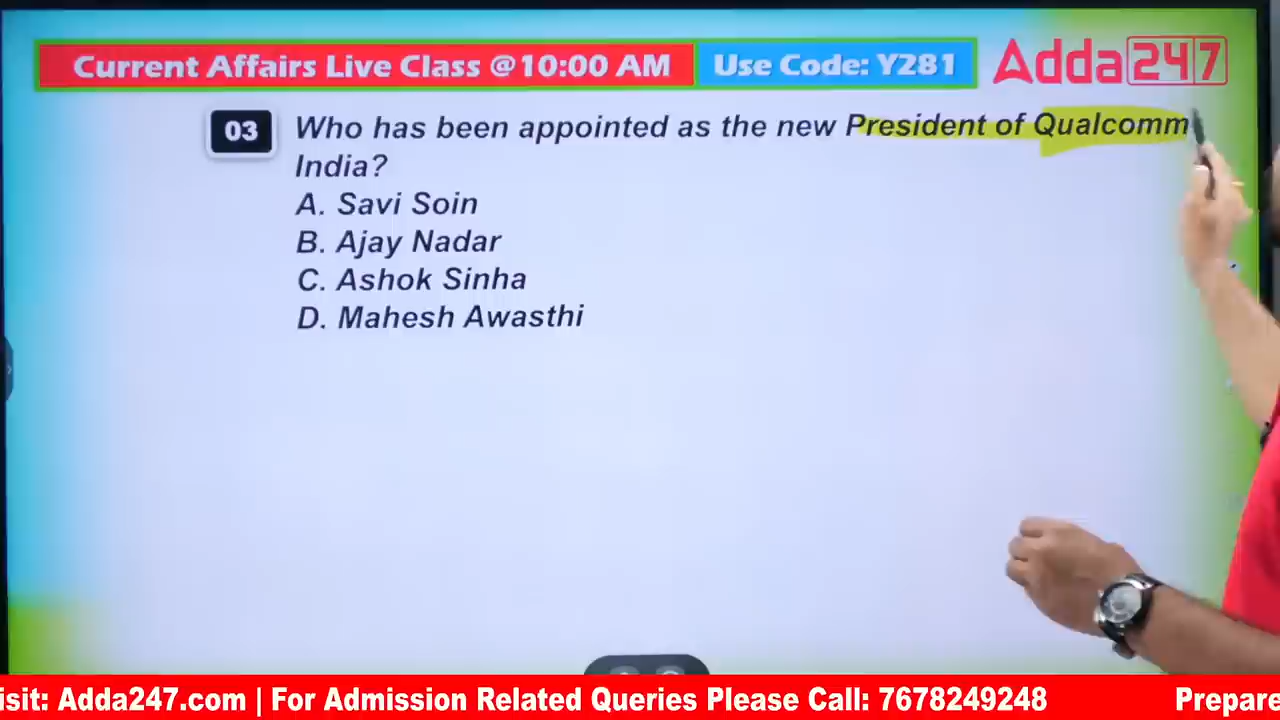 Current Affairs Live Class @10:00 AM Use Code: Y281 Adda247
03 Who has been appointed as the new President of Qualcomm
India?
A. Savi Soin
B. Ajay Nadar
C. Ashok Sinha
D. Mahesh Awasthi
isit: Adda247.com | For Admission Related Queries Please Call: 7678249248 Prepare